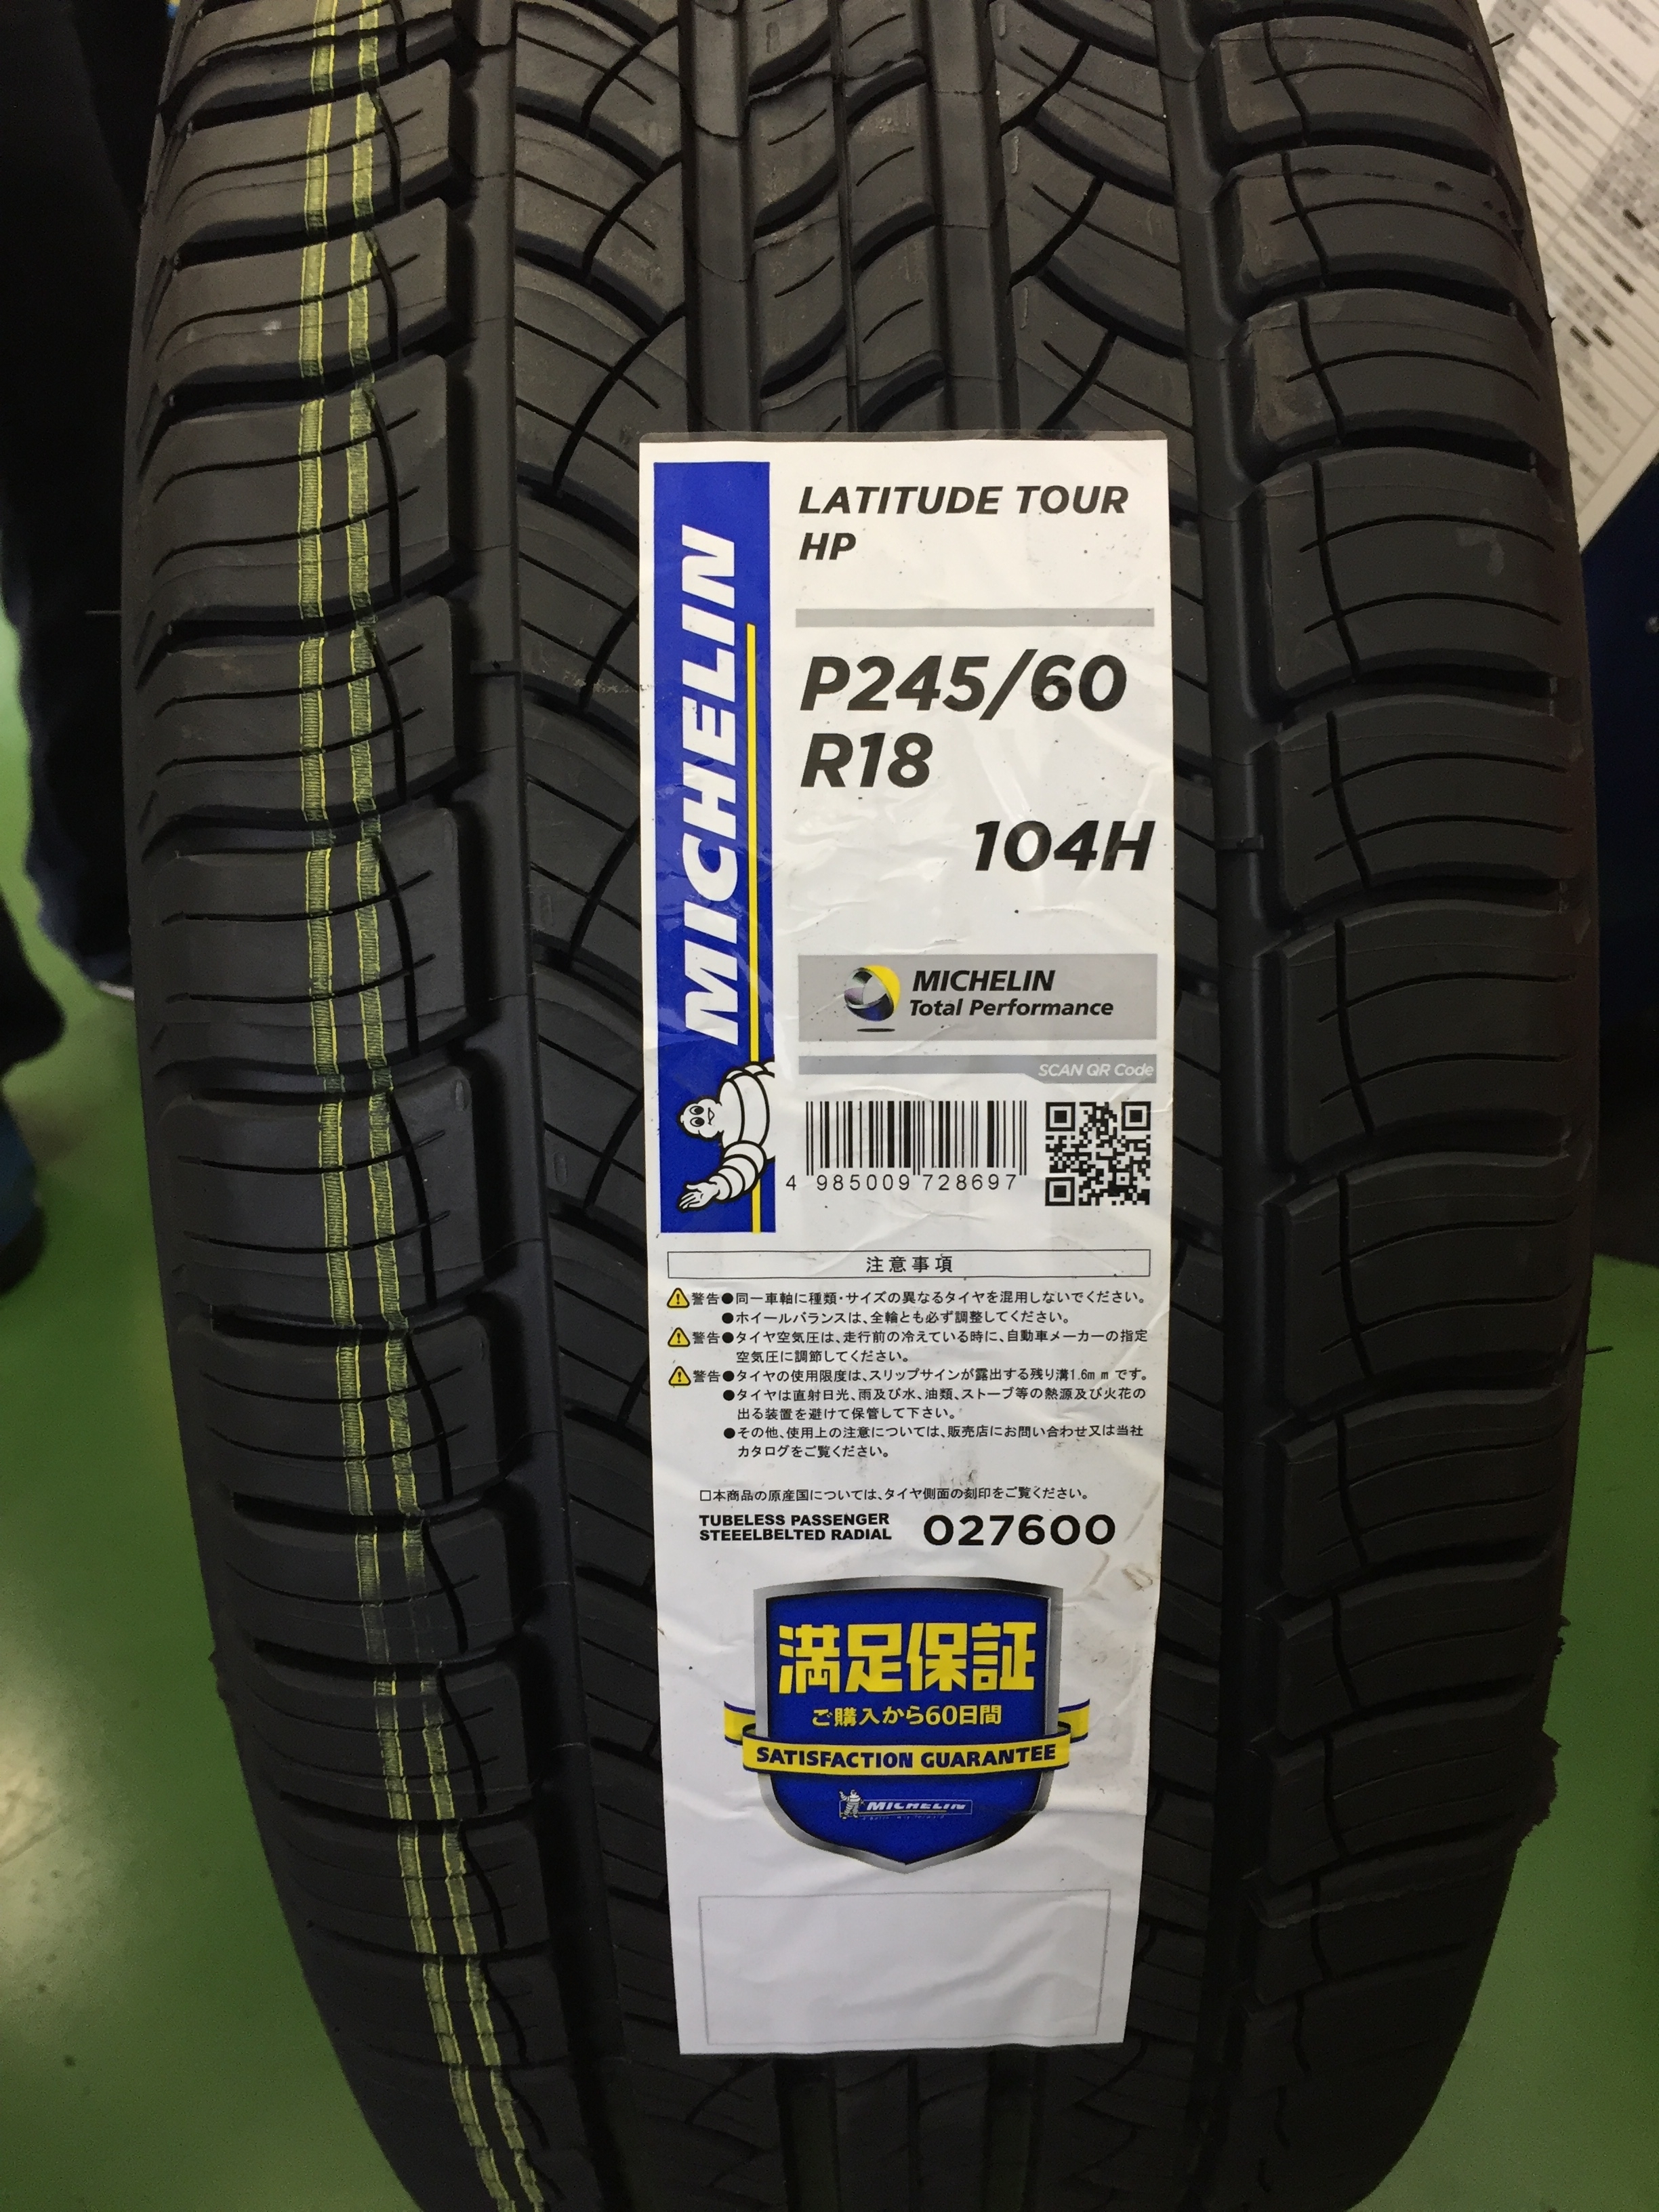 MICHELIN
LATITUDE TOUR
HP
P245/60
R18
104H
MICHELIN
Total Performance
SCAN QR Code
4 985009 728697
注意事項
警告●同一車軸に種類・サイズの異なるタイヤを混用しないでください。
●ホイールバランスは、全輪とも必ず調整してください。
警告●タイヤ空気圧は、走行前の冷えている時に、自動車メーカーの指定
空気圧に調節してください。
警告●タイヤの使用限度は、スリップサインが露出する残り溝1.6mmです。
●タイヤは直射日光、雨及び水、油類、ストーブ等の熱源及び火花の
出る装置を避けて保管して下さい。
●その他、使用上の注意については、販売店にお問い合わせ又は当社
カタログをご覧ください。
□本商品の原産国については、タイヤ側面の刻印をご覧ください。
TUBELESS PASSENGER
STEEELBELTED RADIAL
027600
満足保証
ご購入から60日間
SATISFACTION GUARANTEE
MICHELIN